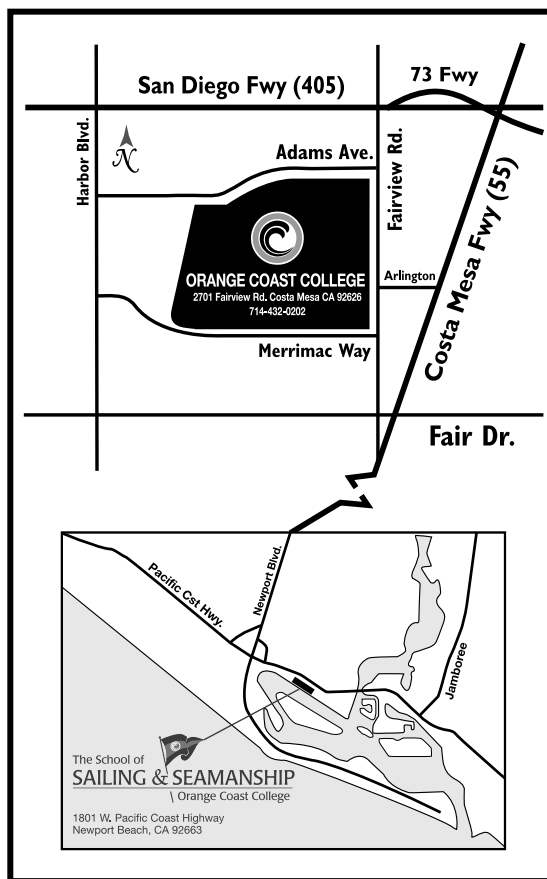 San Diego Fwy (405)
73 Fwy
Harbor Blvd.
N
Adams Ave.
Fairview Rd.
Costa Mesa Fwy (55)
ORANGE COAST COLLEGE
2701 Fairview Rd. Costa Mesa CA 92626
714-432-0202
Arlington
Merrimac Way
Fair Dr.
Pacific Cst Hwy.
Newport Blvd.
Jamboree
The School of
SAILING & SEAMANSHIP
\ Orange Coast College
1801 W. Pacific Coast Highway
Newport Beach, CA 92663